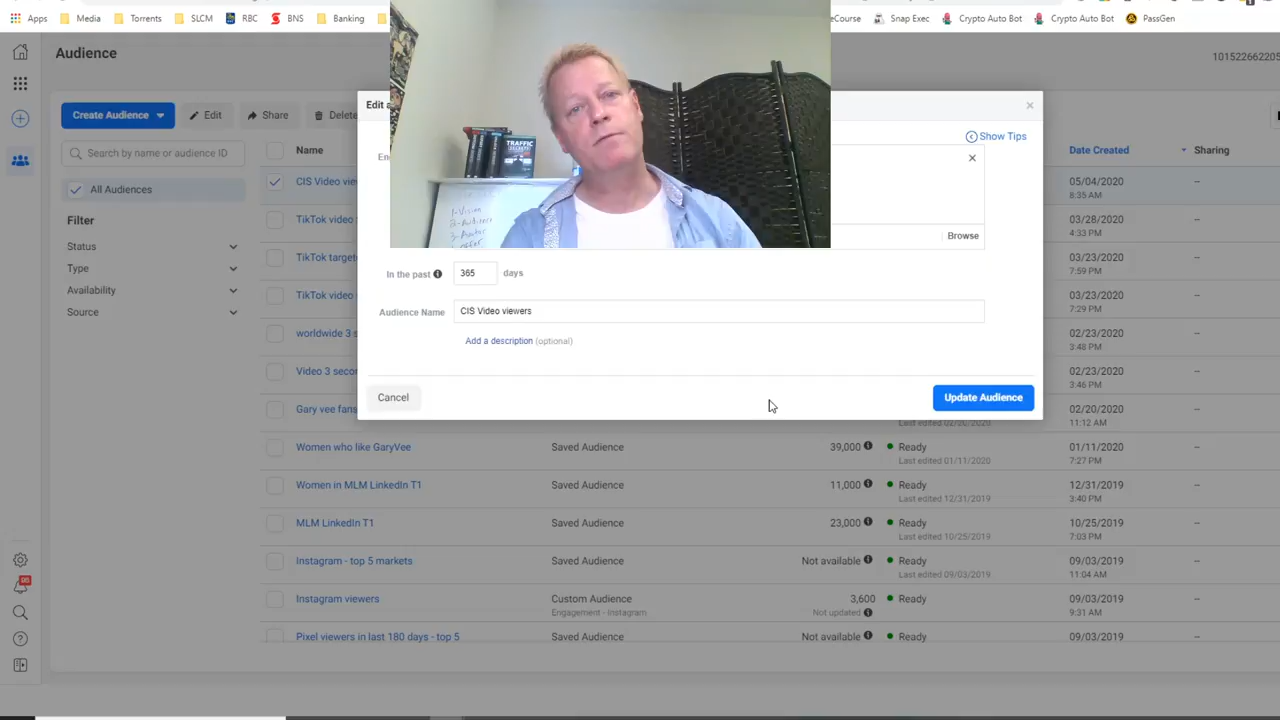 Apps
Media
Torrents
SLCM
RBC
BNS
Banking
eCourse
Snap Exec
Crypto Auto Bot
Crypto Auto Bot
PassGen
Audience
101522662205
Create Audience
Edit
Share
Delete
Search by name or audience ID
All Audiences
Filter
Status
Type
Availability
Source
Name
Date Created
Sharing
CIS Video vie
05/04/2020
8:35 AM
--
TikTok video
03/28/2020
4:33 PM
--
TikTok target
03/23/2020
7:59 PM
--
TikTok video
03/23/2020
7:29 PM
--
worldwide 3 s
02/23/2020
3:48 PM
--
Video 3 secon
02/23/2020
3:46 PM
--
Gary vee fans
Last edited 02/20/2020
02/20/2020
11:12 AM
--
Women who like GaryVee
Saved Audience
39,000
Ready
Last edited 01/11/2020
01/11/2020
7:27 PM
--
Women in MLM LinkedIn T1
Saved Audience
11,000
Ready
Last edited 12/31/2019
12/31/2019
3:40 PM
--
MLM LinkedIn T1
Saved Audience
23,000
Ready
Last edited 10/25/2019
10/25/2019
7:03 PM
--
Instagram - top 5 markets
Saved Audience
Not available
Ready
Last edited 09/03/2019
09/03/2019
11:04 AM
--
Instagram viewers
Custom Audience
Engagement - Instagram
3,600
Not updated
Ready
09/03/2019
9:31 AM
--
Pixel viewers in last 180 days - top 5
Saved Audience
Not available
Ready
09/03/2019
--
Edit a
Show Tips
En
Browse
In the past
365
days
Audience Name
CIS Video viewers
Add a description (optional)
Cancel
Update Audience
TRAFFIC
SECRETS
1-Vision
2-Audience